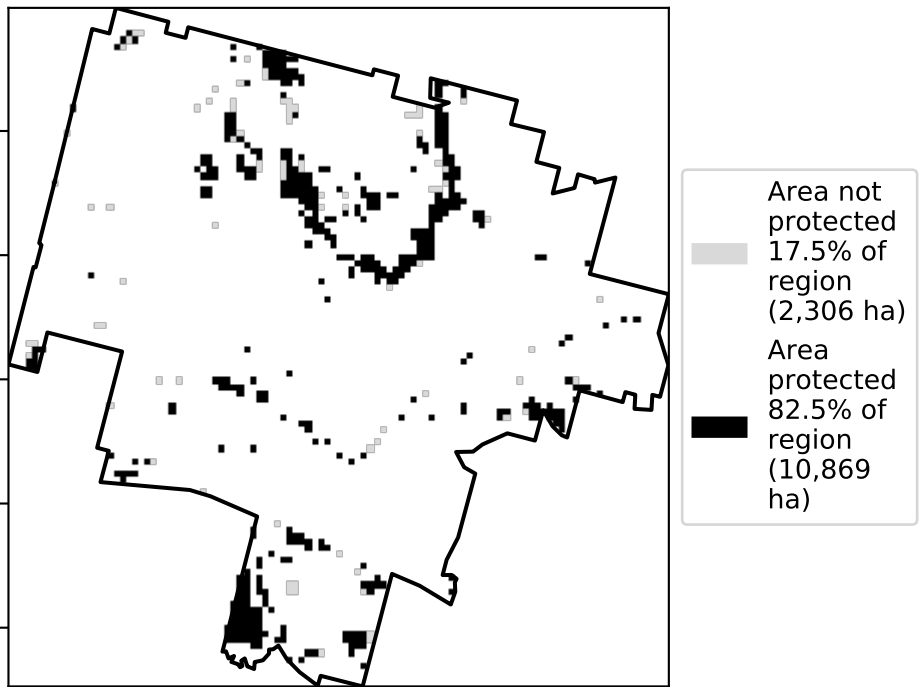 Area not
protected
17.5% of
region
(2,306 ha)
Area
protected
82.5% of
region
(10,869
ha)